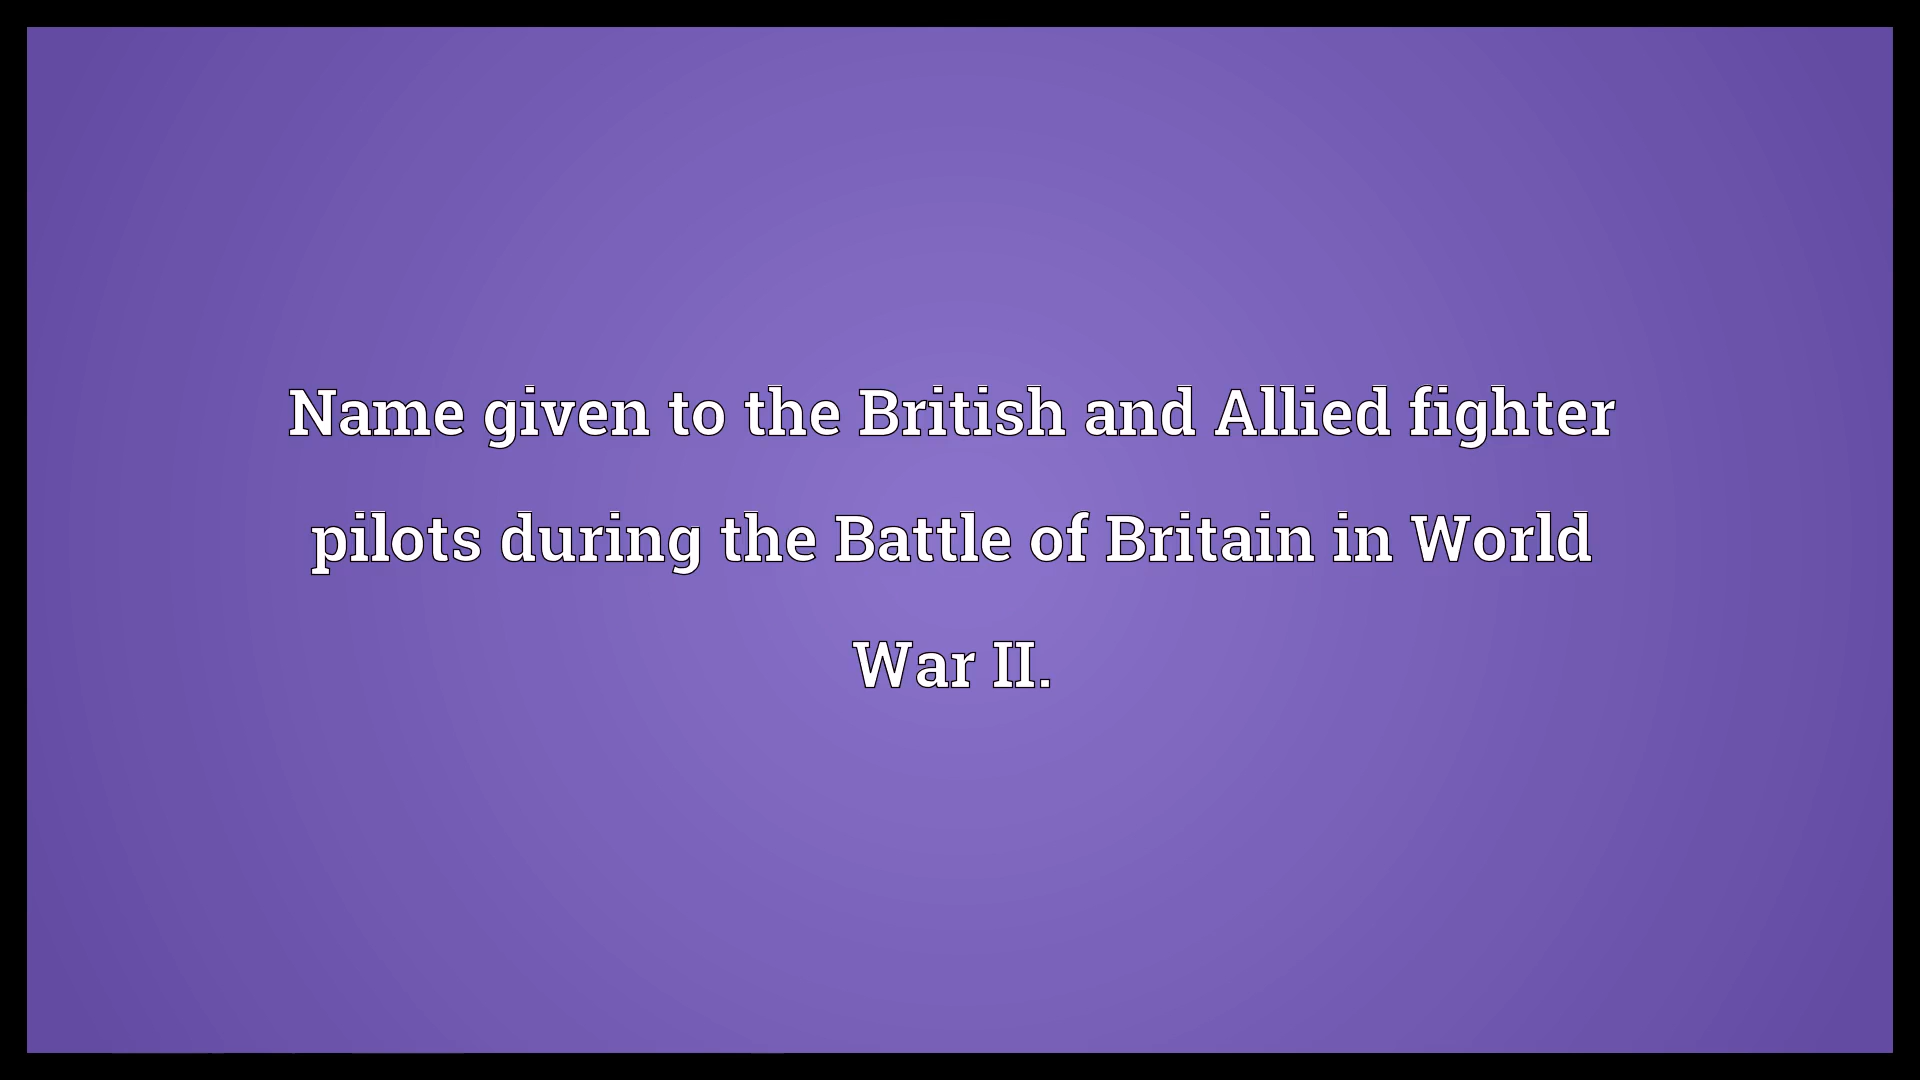 Name given to the British and Allied fighter
pilots during the Battle of Britain in World
War II.